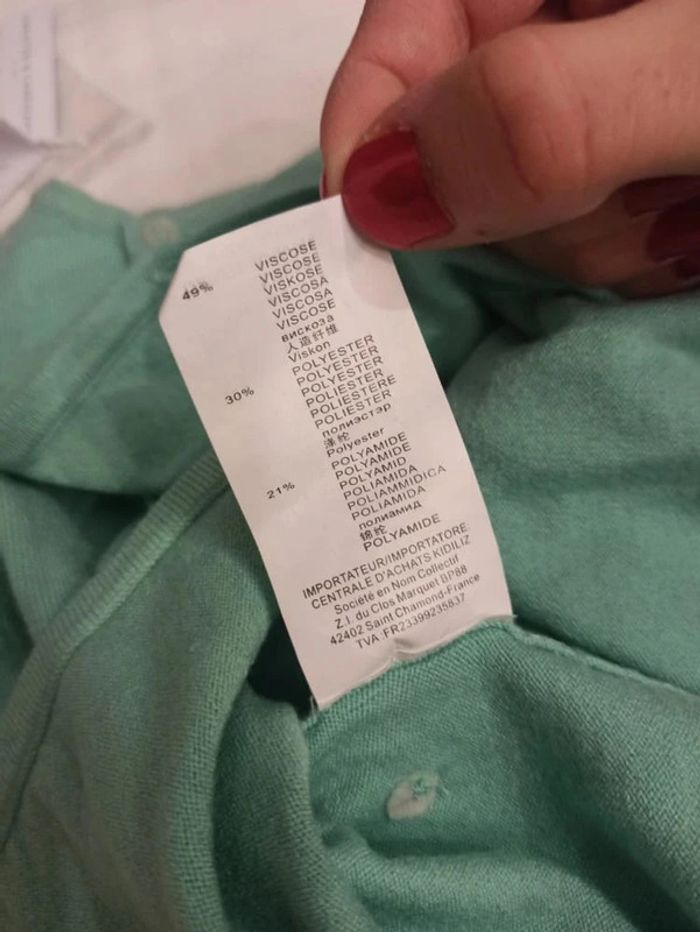 49% VISCOSE
VISCOSE
VISKOSE
VISCOSA
VISCOSA
VISCOSE
вискоза
人造纤维
Viskon
30% POLYESTER
POLYESTER
POLYESTER
POLIESTER
POLIESTERE
POLIESTER
полиэстэр
涤纶
Polyester
21% POLYAMIDE
POLYAMIDE
POLYAMID
POLIAMIDA
POLIAMMIDICA
POLIAMIDA
полиамид
锦纶
POLYAMIDE
IMPORTATEUR/IMPORTATORE:
CENTRALE D'ACHATS KIDILIZ
Société en Nom Collectif
Z.I. du Clos Marquet BP88
42402 Saint Chamond-France
TVA :FR23399235837